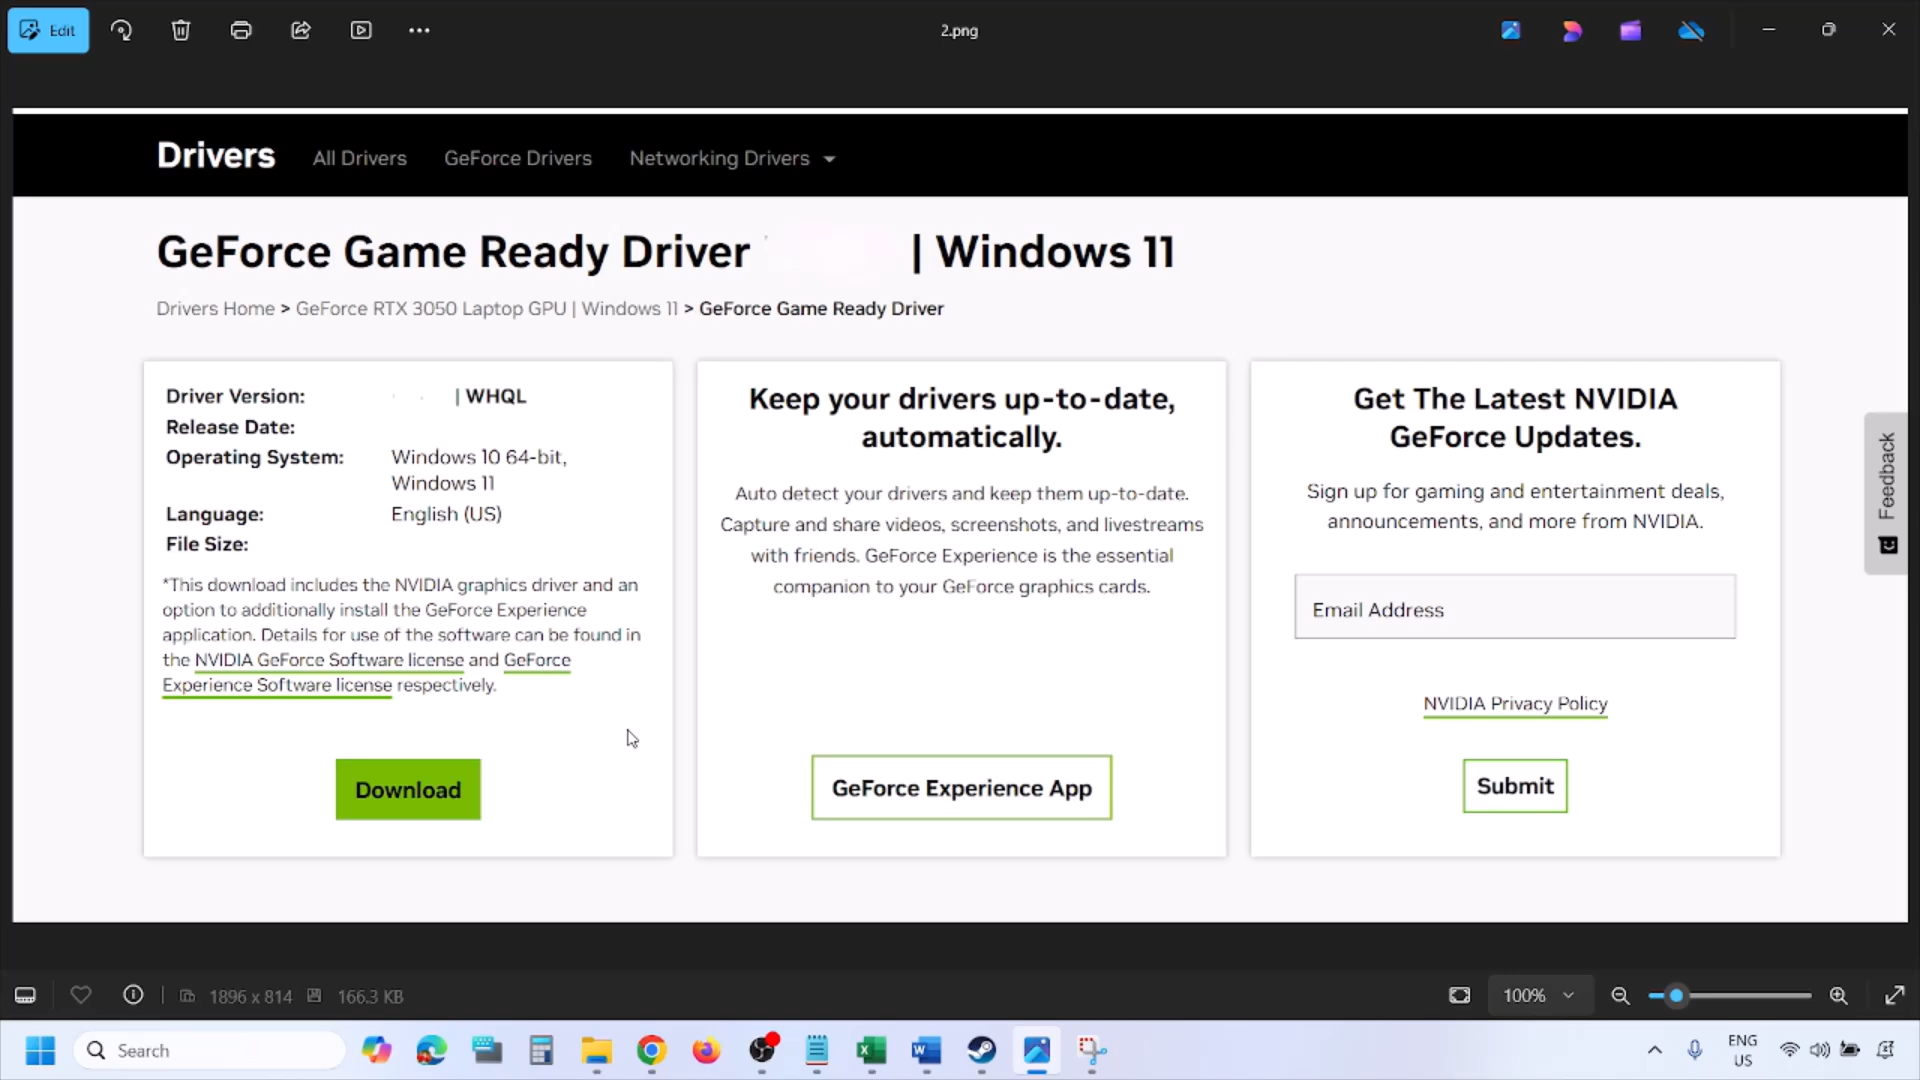 Edit
2.png
Drivers All Drivers GeForce Drivers Networking Drivers
GeForce Game Ready Driver | Windows 11
Drivers Home > GeForce RTX 3050 Laptop GPU | Windows 11 > GeForce Game Ready Driver
Driver Version: | WHQL
Release Date:
Operating System: Windows 10 64-bit,
Windows 11
Language: English (US)
File Size:
*This download includes the NVIDIA graphics driver and an
option to additionally install the GeForce Experience
application. Details for use of the software can be found in
the NVIDIA GeForce Software license and GeForce
Experience Software license respectively.
Download
Keep your drivers up-to-date,
automatically.
Auto detect your drivers and keep them up-to-date.
Capture and share videos, screenshots, and livestreams
with friends. GeForce Experience is the essential
companion to your GeForce graphics cards.
GeForce Experience App
Get The Latest NVIDIA
GeForce Updates.
Sign up for gaming and entertainment deals,
announcements, and more from NVIDIA.
Email Address
NVIDIA Privacy Policy
Submit
Feedback
1896 x 814 166.3 KB
100%
Search
ENG
US